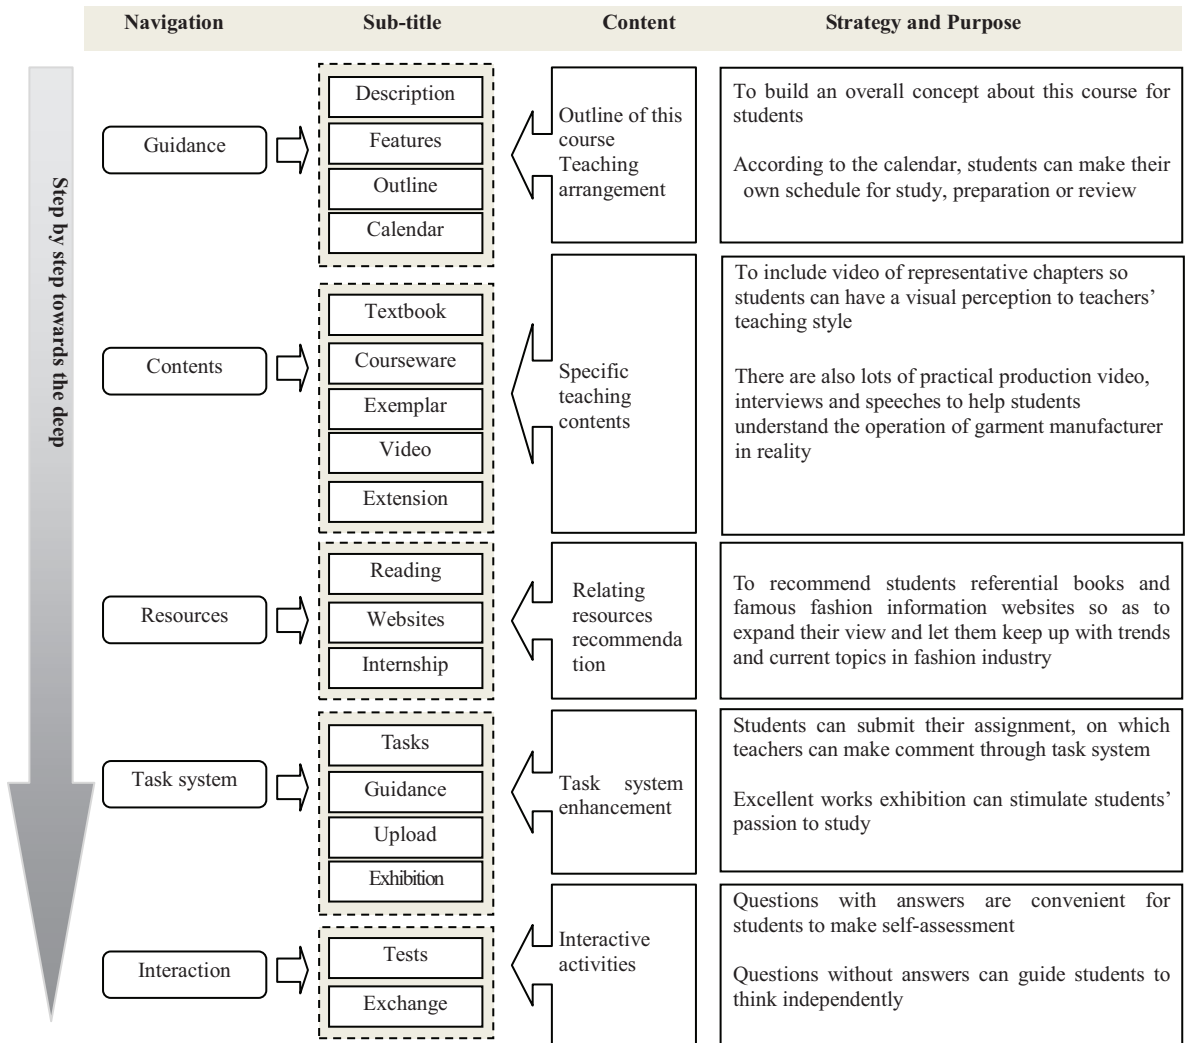 Navigation Sub-title Content Strategy and Purpose
Step by step towards the deep
Guidance
Description
Features
Outline
Calendar
Outline of this
course
Teaching
arrangement
To build an overall concept about this course for
students
According to the calendar, students can make their
own schedule for study, preparation or review
Contents
Textbook
Courseware
Exemplar
Video
Extension
Specific
teaching
contents
To include video of representative chapters so
students can have a visual perception to teachers’
teaching style
There are also lots of practical production video,
interviews and speeches to help students
understand the operation of garment manufacturer
in reality
Resources
Reading
Websites
Internship
Relating
resources
recommenda
tion
To recommend students referential books and
famous fashion information websites so as to
expand their view and let them keep up with trends
and current topics in fashion industry
Task system
Tasks
Guidance
Upload
Exhibition
Task system
enhancement
Students can submit their assignment, on which
teachers can make comment through task system
Excellent works exhibition can stimulate students’
passion to study
Interaction
Tests
Exchange
Interactive
activities
Questions with answers are convenient for
students to make self-assessment
Questions without answers can guide students to
think independently